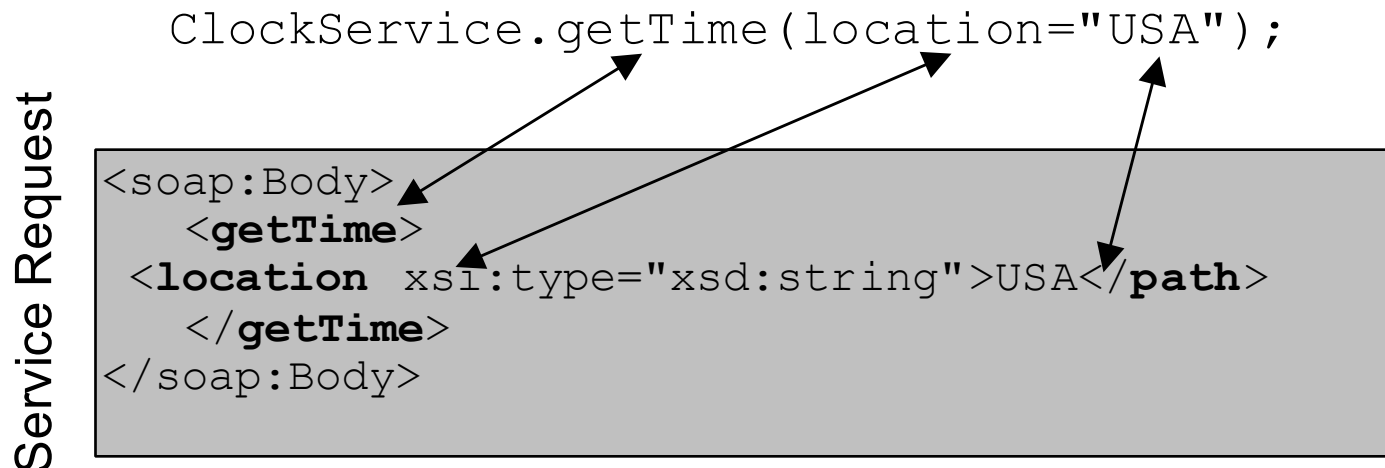 ClockService.getTime(location="USA");
Service Request
<soap:Body>
<getTime>
<location xsi:type="xsd:string">USA</path>
</getTime>
</soap:Body>